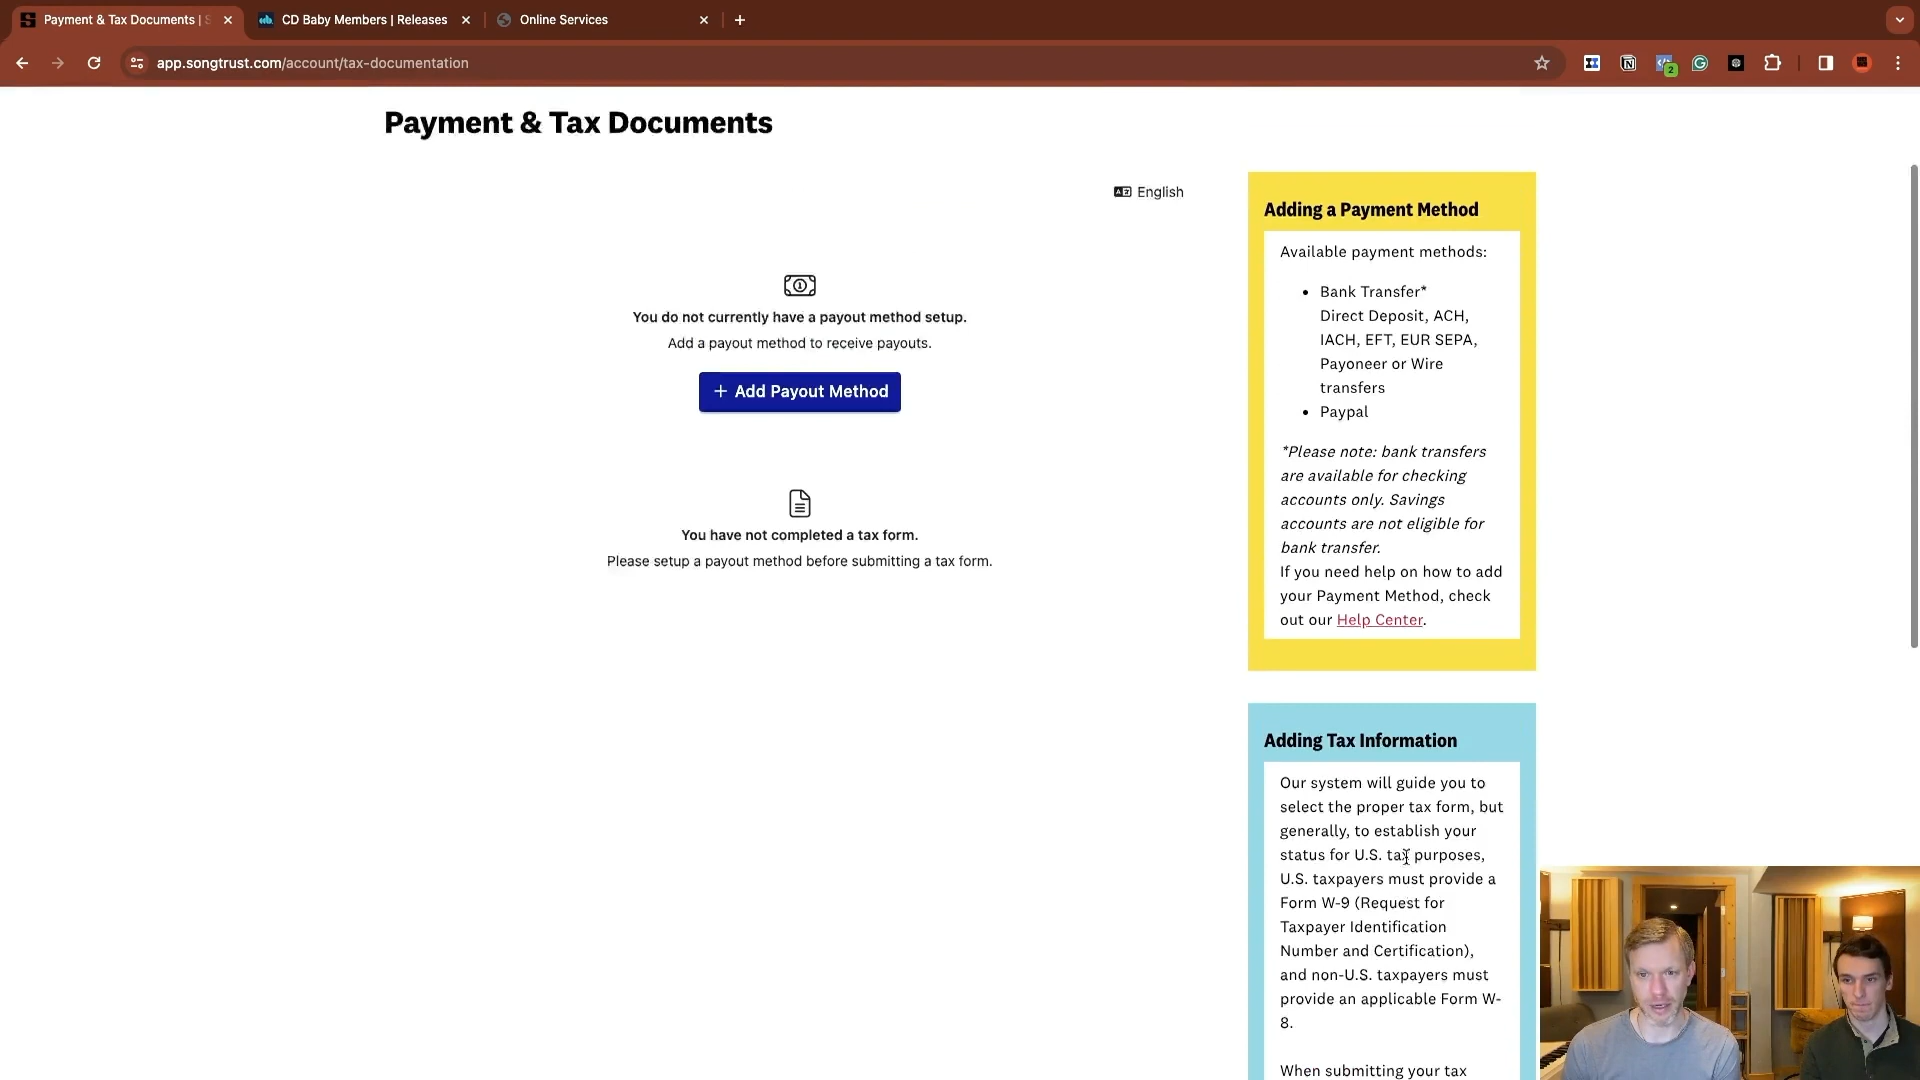 Payment & Tax Documents | S
CD Baby Members | Releases
Online Services
app.songtrust.com/account/tax-documentation
2
Payment & Tax Documents
English
You do not currently have a payout method setup.
Add a payout method to receive payouts.
+ Add Payout Method
You have not completed a tax form.
Please setup a payout method before submitting a tax form.
Adding a Payment Method
Available payment methods:
• Bank Transfer*
Direct Deposit, ACH,
IACH, EFT, EUR SEPA,
Payoneer or Wire
transfers
• Paypal
*Please note: bank transfers
are available for checking
accounts only. Savings
accounts are not eligible for
bank transfer.
If you need help on how to add
your Payment Method, check
out our Help Center.
Adding Tax Information
Our system will guide you to
select the proper tax form, but
generally, to establish your
status for U.S. tax purposes,
U.S. taxpayers must provide a
Form W-9 (Request for
Taxpayer Identification
Number and Certification),
and non-U.S. taxpayers must
provide an applicable Form W-
8.
When submitting your tax